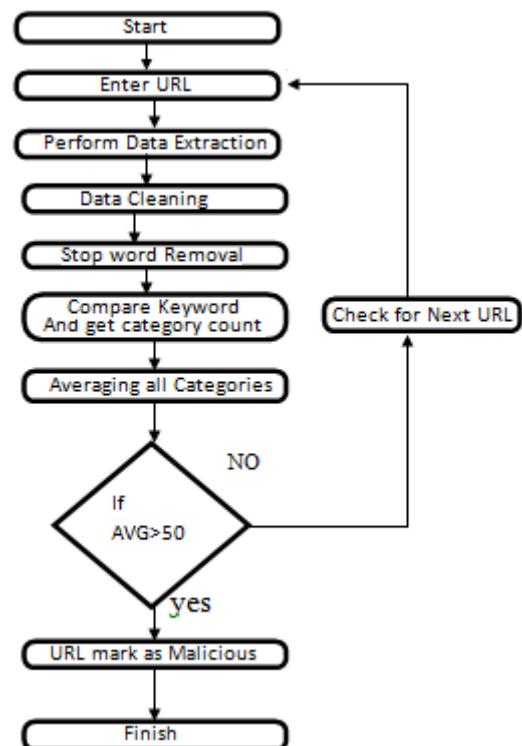 Start
Enter URL
Perform Data Extraction
Data Cleaning
Stop word Removal
Compare Keyword
And get category count
Check for Next URL
Averaging all Categories
NO
If
AVG>50
yes
URL mark as Malicious
Finish